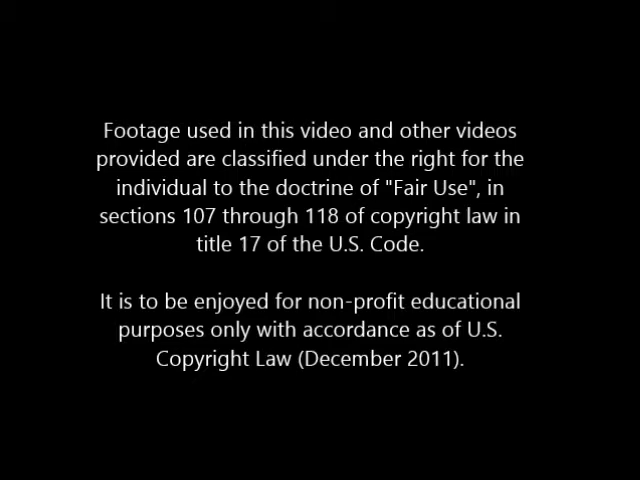 Footage used in this video and other videos
provided are classified under the right for the
individual to the doctrine of "Fair Use", in
sections 107 through 118 of copyright law in
title 17 of the U.S. Code.
It is to be enjoyed for non-profit educational
purposes only with accordance as of U.S.
Copyright Law (December 2011).